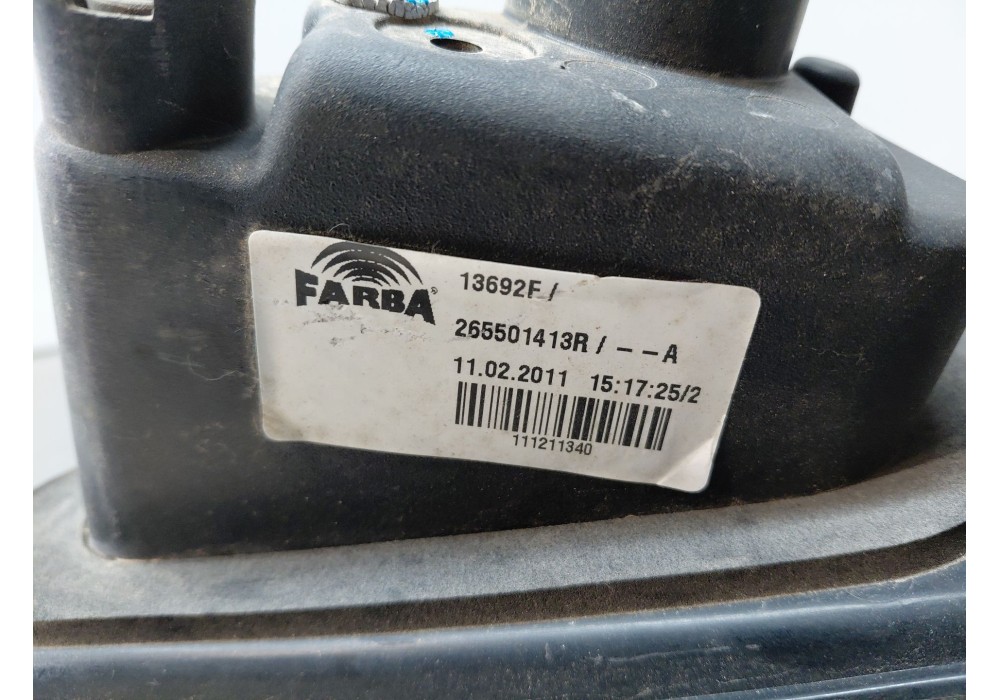 FARBA®
13692F /
265501413R / - - A
11.02.2011 15:17:25/2
111211340